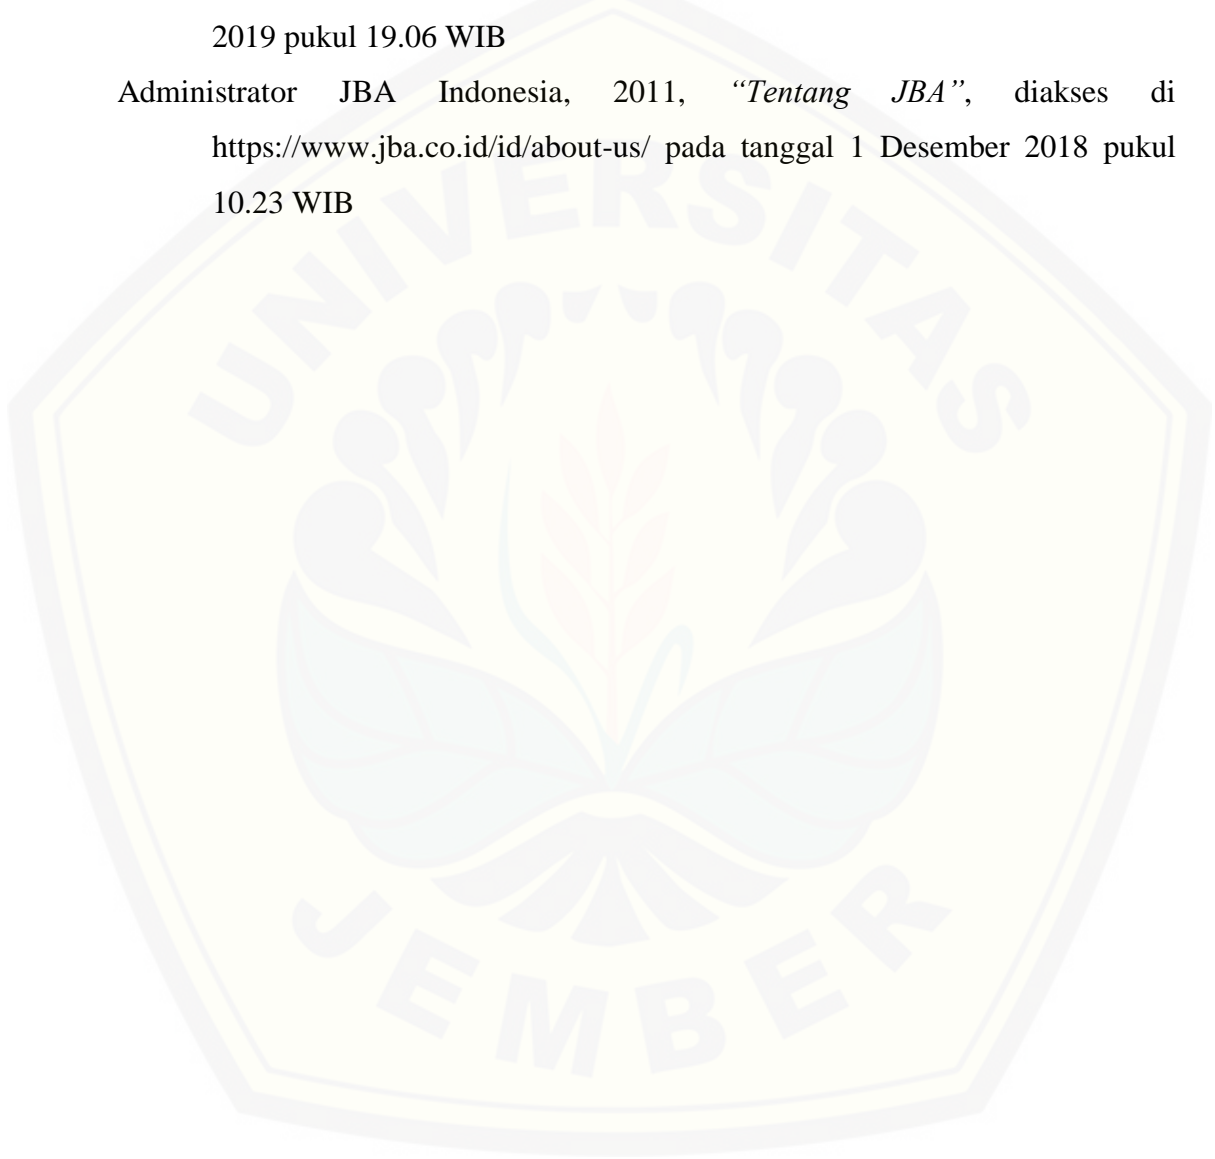 2019 pukul 19.06 WIB
Administrator JBA Indonesia, 2011, “Tentang JBA”, diakses di
https://www.jba.co.id/id/about-us/ pada tanggal 1 Desember 2018 pukul
10.23 WIB
UNIVERSITAS
JEMBER